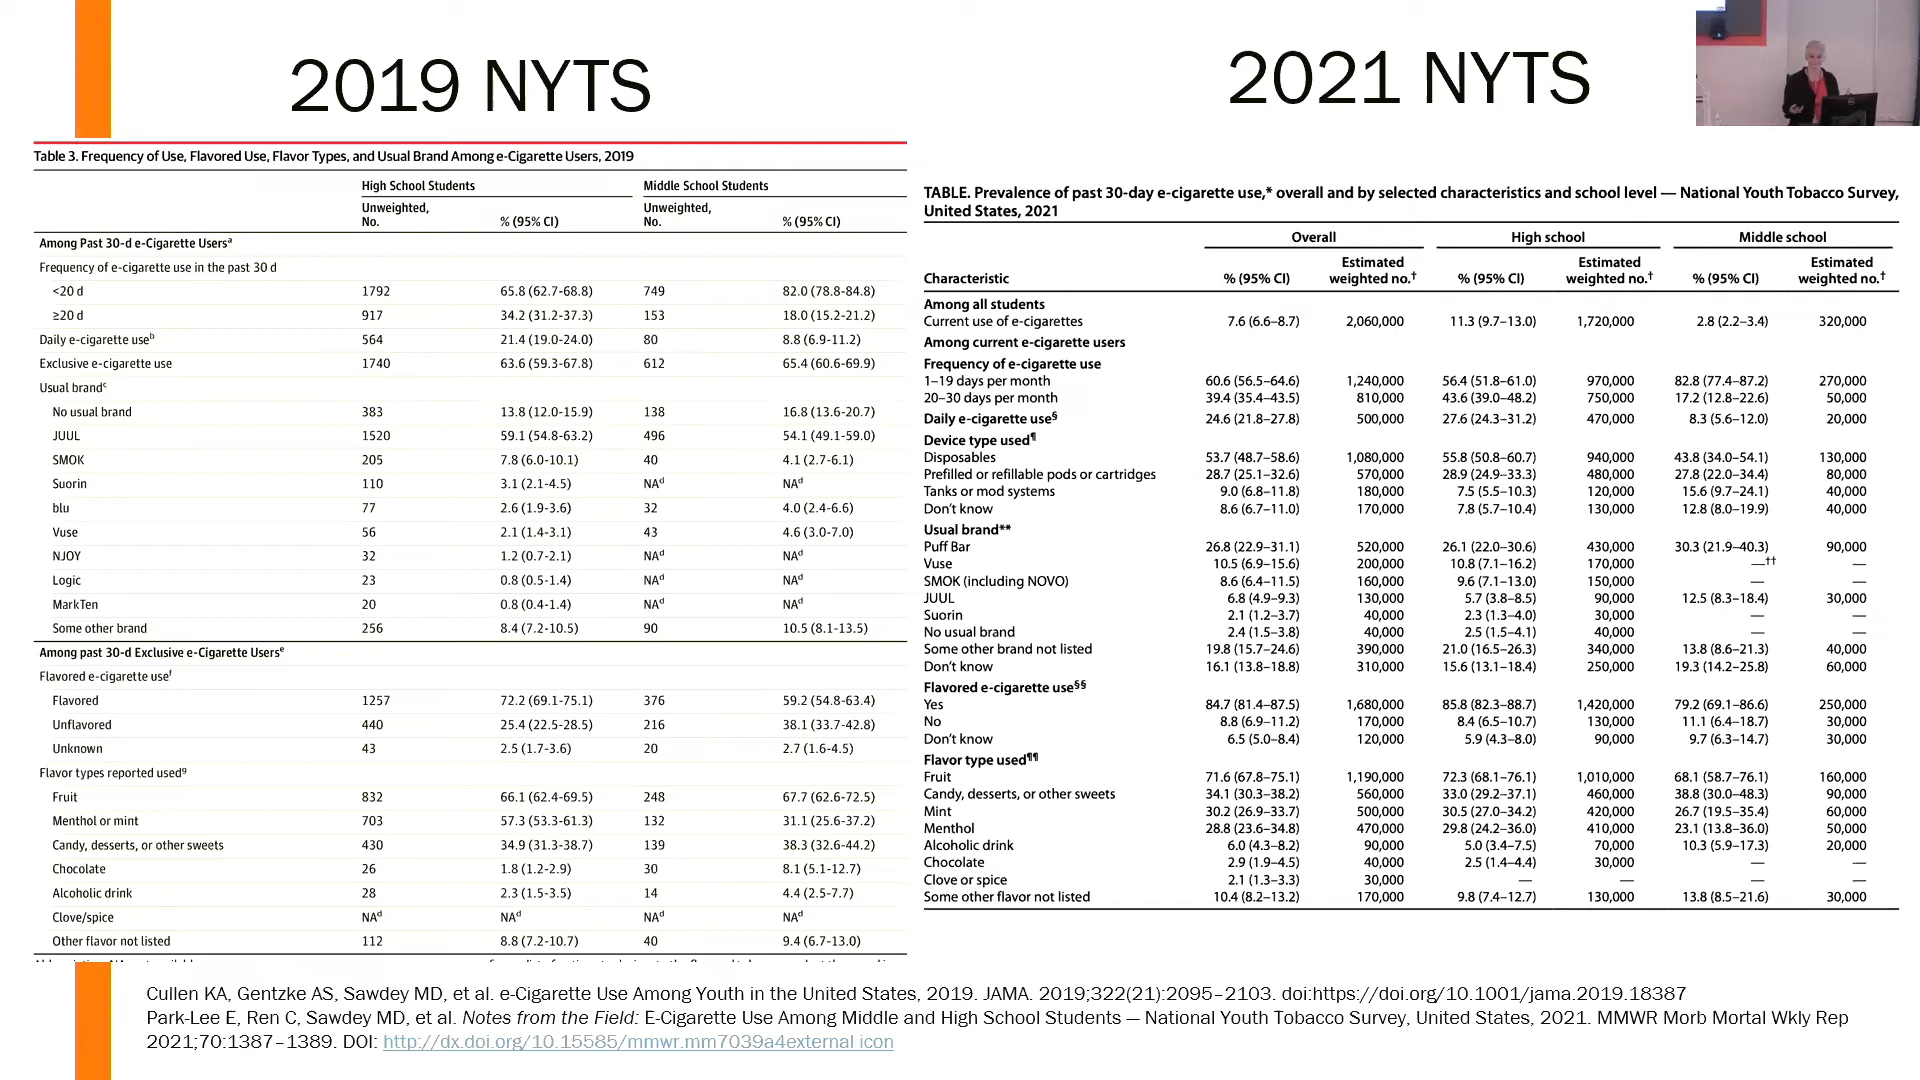 2019 NYTS
Table 3. Frequency of Use, Flavored Use, Flavor Types, and Usual Brand Among e-Cigarette Users, 2019
High School Students Middle School Students
Unweighted, No. % (95% CI) Unweighted, No. % (95% CI)
Among Past 30-d e-Cigarette Usersa
Frequency of e-cigarette use in the past 30 d
<20 d 1792 65.8 (62.7-68.8) 749 82.0 (78.8-84.8)
≥20 d 917 34.2 (31.2-37.3) 153 18.0 (15.2-21.2)
Daily e-cigarette useb 564 21.4 (19.0-24.0) 80 8.8 (6.9-11.2)
Exclusive e-cigarette use 1740 63.6 (59.3-67.8) 612 65.4 (60.6-69.9)
Usual brandc
No usual brand 383 13.8 (12.0-15.9) 138 16.8 (13.6-20.7)
JUUL 1520 59.1 (54.8-63.2) 496 54.1 (49.1-59.0)
SMOK 205 7.8 (6.0-10.1) 40 4.1 (2.7-6.1)
Suorin 110 3.1 (2.1-4.5) NAd NAd
blu 77 2.6 (1.9-3.6) 32 4.0 (2.4-6.6)
Vuse 56 2.1 (1.4-3.1) 43 4.6 (3.0-7.0)
NJOY 32 1.2 (0.7-2.1) NAd NAd
Logic 23 0.8 (0.5-1.4) NAd NAd
MarkTen 20 0.8 (0.4-1.4) NAd NAd
Some other brand 256 8.4 (7.2-10.5) 90 10.5 (8.1-13.5)
Among past 30-d Exclusive e-Cigarette Userse
Flavored e-cigarette usef
Flavored 1257 72.2 (69.1-75.1) 376 59.2 (54.8-63.4)
Unflavored 440 25.4 (22.5-28.5) 216 38.1 (33.7-42.8)
Unknown 43 2.5 (1.7-3.6) 20 2.7 (1.6-4.5)
Flavor types reported usedg
Fruit 832 66.1 (62.4-69.5) 248 67.7 (62.6-72.5)
Menthol or mint 703 57.3 (53.3-61.3) 132 31.1 (25.6-37.2)
Candy, desserts, or other sweets 430 34.9 (31.3-38.7) 139 38.3 (32.6-44.2)
Chocolate 26 1.8 (1.2-2.9) 30 8.1 (5.1-12.7)
Alcoholic drink 28 2.3 (1.5-3.5) 14 4.4 (2.5-7.7)
Clove/spice NAd NAd NAd NAd
Other flavor not listed 112 8.8 (7.2-10.7) 40 9.4 (6.7-13.0)
2021 NYTS
TABLE. Prevalence of past 30-day e-cigarette use,* overall and by selected characteristics and school level — National Youth Tobacco Survey,
United States, 2021
Overall High school Middle school
Characteristic % (95% CI) Estimated weighted no.† % (95% CI) Estimated weighted no.† % (95% CI) Estimated weighted no.†
Among all students
Current use of e-cigarettes 7.6 (6.6–8.7) 2,060,000 11.3 (9.7–13.0) 1,720,000 2.8 (2.2–3.4) 320,000
Among current e-cigarette users
Frequency of e-cigarette use
1–19 days per month 60.6 (56.5–64.6) 1,240,000 56.4 (51.8–61.0) 970,000 82.8 (77.4–87.2) 270,000
20–30 days per month 39.4 (35.4–43.5) 810,000 43.6 (39.0–48.2) 750,000 17.2 (12.8–22.6) 50,000
Daily e-cigarette use§ 24.6 (21.8–27.8) 500,000 27.6 (24.3–31.2) 470,000 8.3 (5.6–12.0) 20,000
Device type used¶
Disposables 53.7 (48.7–58.6) 1,080,000 55.8 (50.8–60.7) 940,000 43.8 (34.0–54.1) 130,000
Prefilled or refillable pods or cartridges 28.7 (25.1–32.6) 570,000 28.9 (24.9–33.3) 480,000 27.8 (22.0–34.4) 80,000
Tanks or mod systems 9.0 (6.8–11.8) 180,000 7.5 (5.5–10.3) 120,000 15.6 (9.7–24.1) 40,000
Don't know 8.6 (6.7–11.0) 170,000 7.8 (5.7–10.4) 130,000 12.8 (8.0–19.9) 40,000
Usual brand**
Puff Bar 26.8 (22.9–31.1) 520,000 26.1 (22.0–30.6) 430,000 30.3 (21.9–40.3) 90,000
Vuse 10.5 (6.9–15.6) 200,000 10.8 (7.1–16.2) 170,000 —†† —
SMOK (including NOVO) 8.6 (6.4–11.5) 160,000 9.6 (7.1–13.0) 150,000 — —
JUUL 6.8 (4.9–9.3) 130,000 5.7 (3.8–8.5) 90,000 12.5 (8.3–18.4) 30,000
Suorin 2.1 (1.2–3.7) 40,000 2.3 (1.3–4.0) 30,000 — —
No usual brand 2.4 (1.5–3.8) 40,000 2.5 (1.5–4.1) 40,000 — —
Some other brand not listed 19.8 (15.7–24.6) 390,000 21.0 (16.5–26.3) 340,000 13.8 (8.6–21.3) 40,000
Don't know 16.1 (13.8–18.8) 310,000 15.6 (13.1–18.4) 250,000 19.3 (14.2–25.8) 60,000
Flavored e-cigarette use§§
Yes 84.7 (81.4–87.5) 1,680,000 85.8 (82.3–88.7) 1,420,000 79.2 (69.1–86.6) 250,000
No 8.8 (6.9–11.2) 170,000 8.4 (6.5–10.7) 130,000 11.1 (6.4–18.7) 30,000
Don't know 6.5 (5.0–8.4) 120,000 5.9 (4.3–8.0) 90,000 9.7 (6.3–14.7) 30,000
Flavor type used¶¶
Fruit 71.6 (67.8–75.1) 1,190,000 72.3 (68.1–76.1) 1,010,000 68.1 (58.7–76.1) 160,000
Candy, desserts, or other sweets 34.1 (30.3–38.2) 560,000 33.0 (29.2–37.1) 460,000 38.8 (30.0–48.3) 90,000
Mint 30.2 (26.9–33.7) 500,000 30.5 (27.0–34.2) 420,000 26.7 (19.5–35.4) 60,000
Menthol 28.8 (23.6–34.8) 470,000 29.8 (24.2–36.0) 410,000 23.1 (13.8–36.0) 50,000
Alcoholic drink 6.0 (4.3–8.2) 90,000 5.0 (3.4–7.5) 70,000 10.3 (5.9–17.3) 20,000
Chocolate 2.9 (1.9–4.5) 40,000 2.5 (1.4–4.4) 30,000 — —
Clove or spice 2.1 (1.3–3.3) 30,000 — — — —
Some other flavor not listed 10.4 (8.2–13.2) 170,000 9.8 (7.4–12.7) 130,000 13.8 (8.5–21.6) 30,000
Cullen KA, Gentzke AS, Sawdey MD, et al. e-Cigarette Use Among Youth in the United States, 2019. JAMA. 2019;322(21):2095–2103. doi:https://doi.org/10.1001/jama.2019.18387
Park-Lee E, Ren C, Sawdey MD, et al. Notes from the Field: E-Cigarette Use Among Middle and High School Students — National Youth Tobacco Survey, United States, 2021. MMWR Morb Mortal Wkly Rep
2021;70:1387–1389. DOI: http://dx.doi.org/10.15585/mmwr.mm7039a4external icon